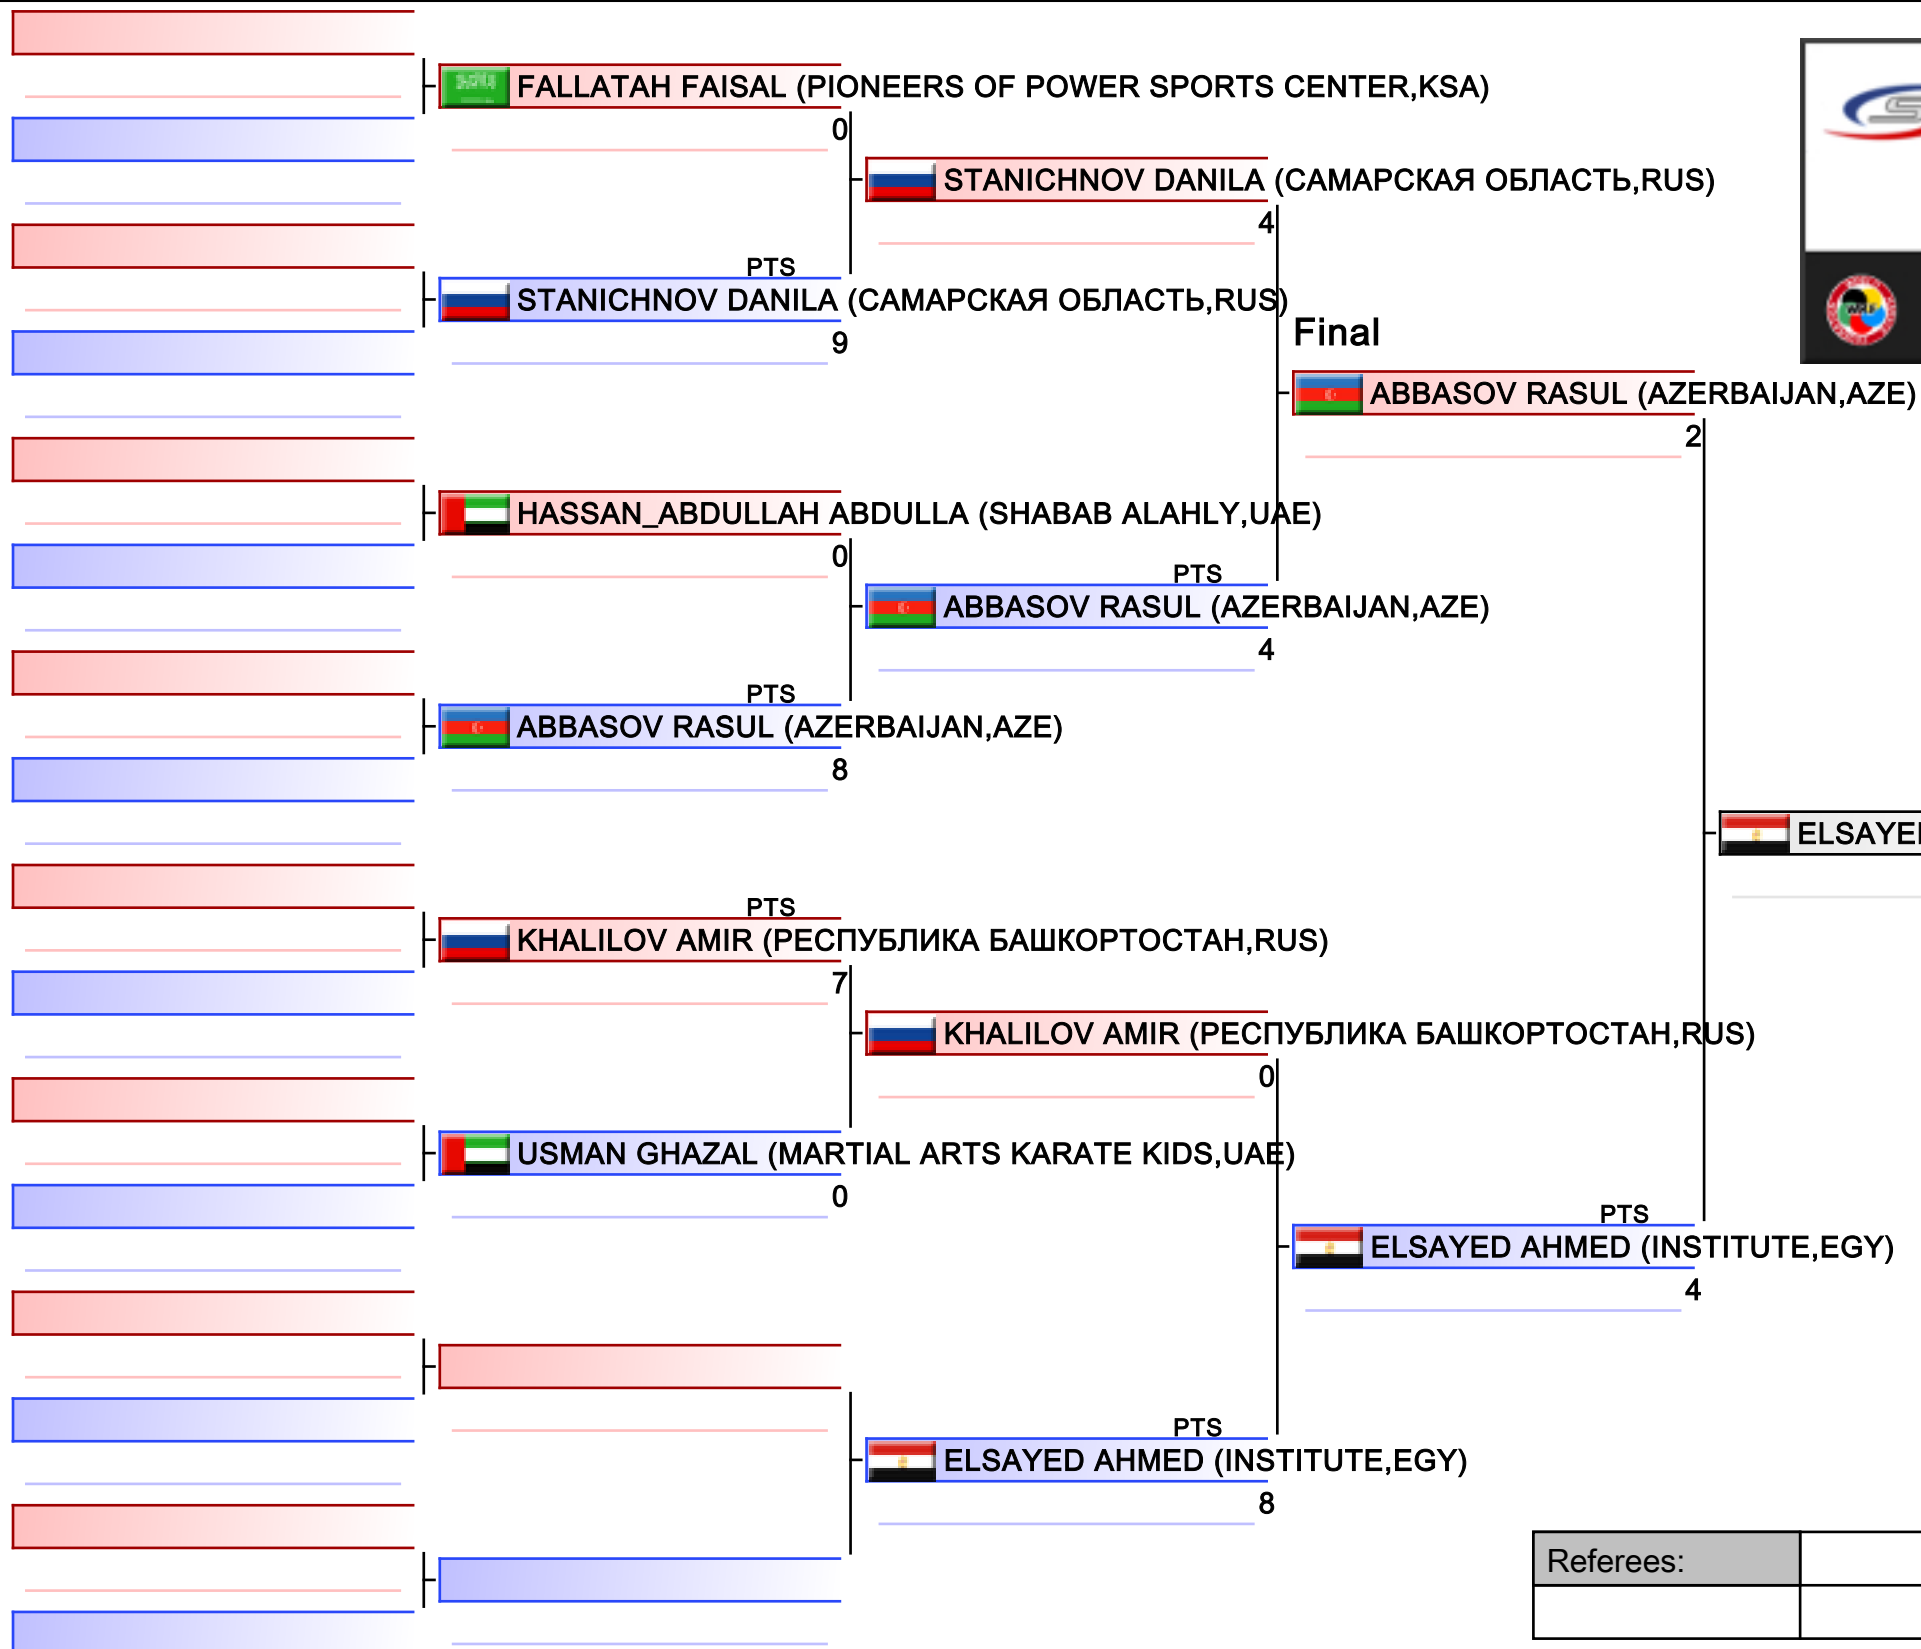 FALLATAH FAISAL (PIONEERS OF POWER SPORTS CENTER,KSA)
0
STANICHNOV DANILA (САМАРСКАЯ ОБЛАСТЬ,RUS)
4
PTS
STANICHNOV DANILA (САМАРСКАЯ ОБЛАСТЬ,RUS)
9
Final
ABBASOV RASUL (AZERBAIJAN,AZE)
2
HASSAN_ABDULLAH ABDULLA (SHABAB ALAHLY,UAE)
0
PTS
ABBASOV RASUL (AZERBAIJAN,AZE)
4
PTS
ABBASOV RASUL (AZERBAIJAN,AZE)
8
PTS
KHALILOV AMIR (РЕСПУБЛИКА БАШКОРТОСТАН,RUS)
7
KHALILOV AMIR (РЕСПУБЛИКА БАШКОРТОСТАН,RUS)
0
USMAN GHAZAL (MARTIAL ARTS KARATE KIDS,UAE)
0
PTS
ELSAYED AHMED (INSTITUTE,EGY)
4
PTS
ELSAYED AHMED (INSTITUTE,EGY)
8
Referees: